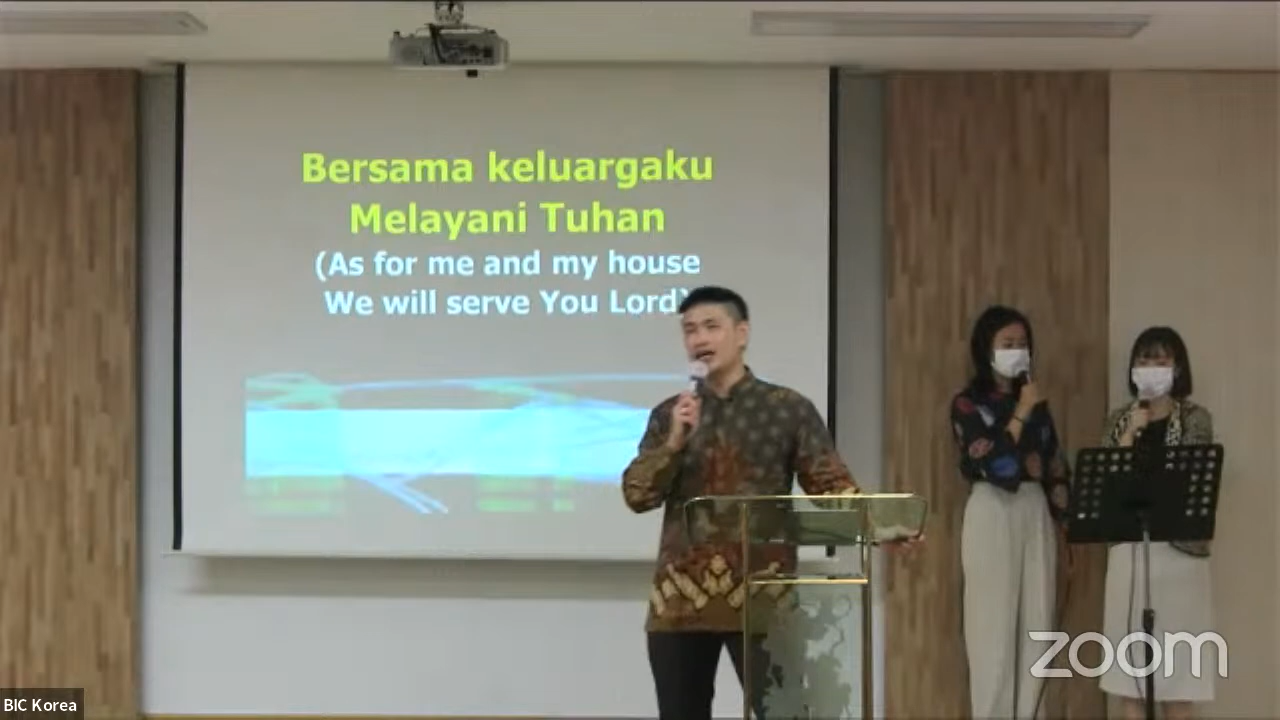 Bersama keluargaku
Melayani Tuhan
(As for me and my house
We will serve You Lord)
zoom
BIC Korea